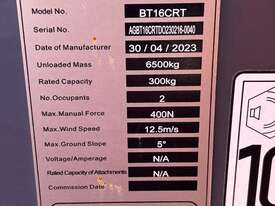 Model No. BT16CRT
Serial No. AGBT16CRTDO230216-0040
Date of Manufacturer 30 / 04 / 2023
Unloaded Mass 6500kg
Rated Capacity 300kg
No.Occupants 2
Max.Manual Force 400N
Max.Wind Speed 12.5m/s
Max.Ground Slope 5°
Voltage/Amperage N/A
Rated Capacity of Attachments N/A
Commission Date